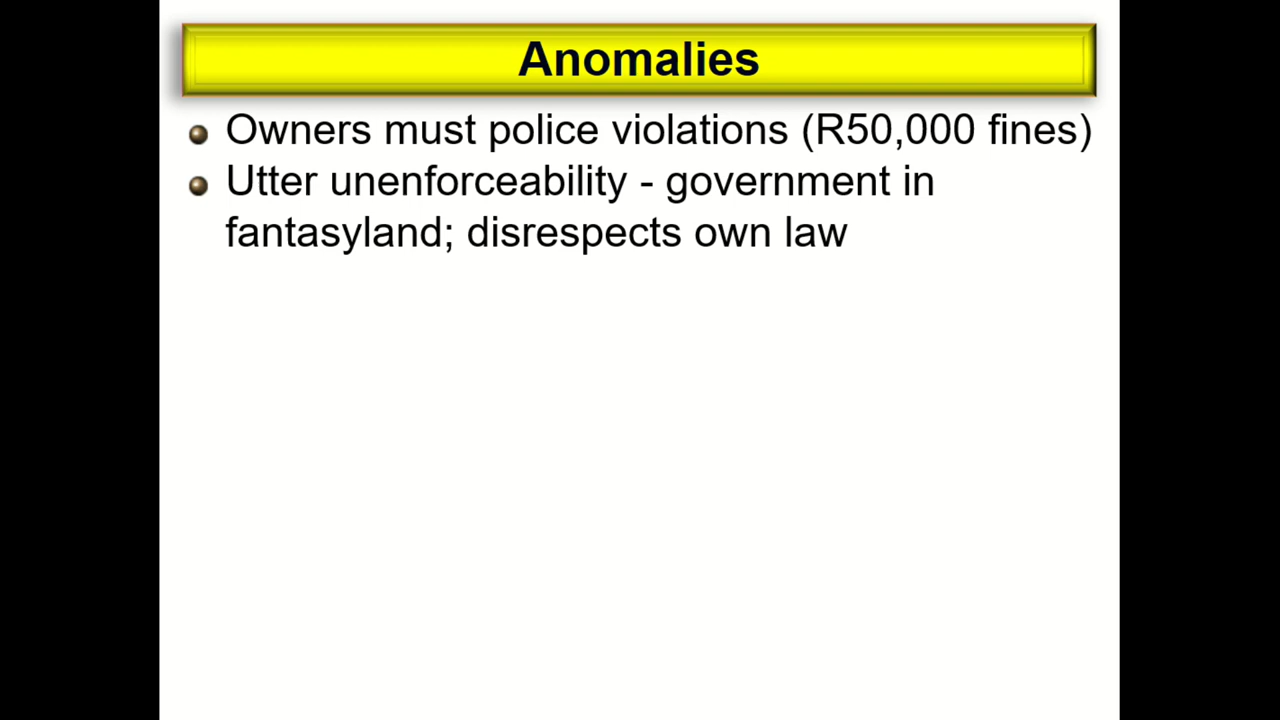 Anomalies
Owners must police violations (R50,000 fines)
Utter unenforceability - government in
fantasyland; disrespects own law